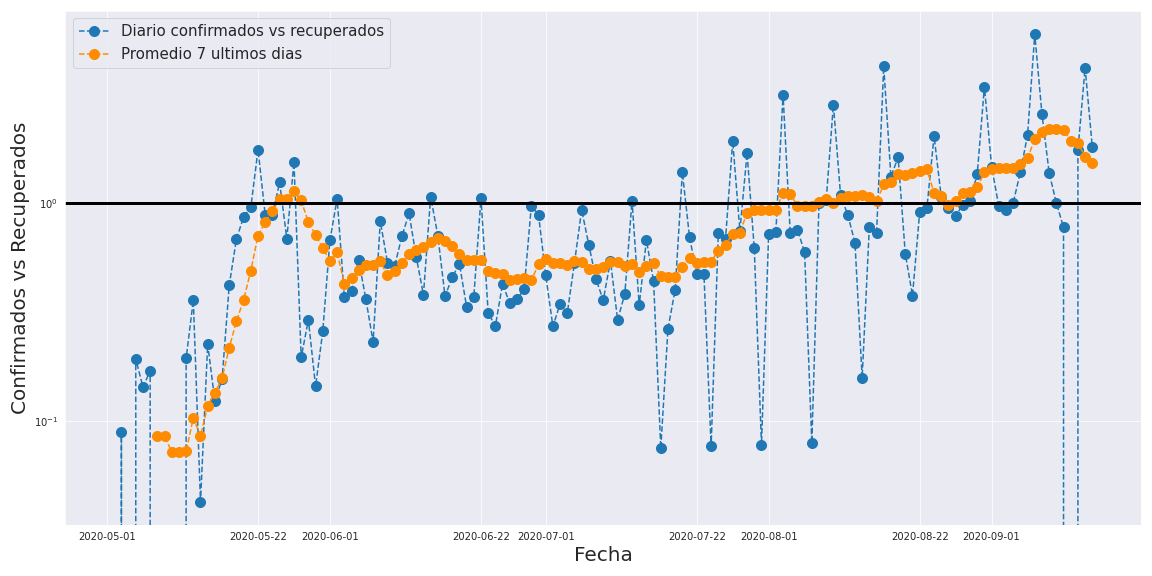 Diario confirmados vs recuperados
Promedio 7 ultimos dias
Confirmados vs Recuperados
10⁰
10⁻¹
2020-05-01
2020-05-22
2020-06-01
2020-06-22
2020-07-01
2020-07-22
2020-08-01
2020-08-22
2020-09-01
Fecha